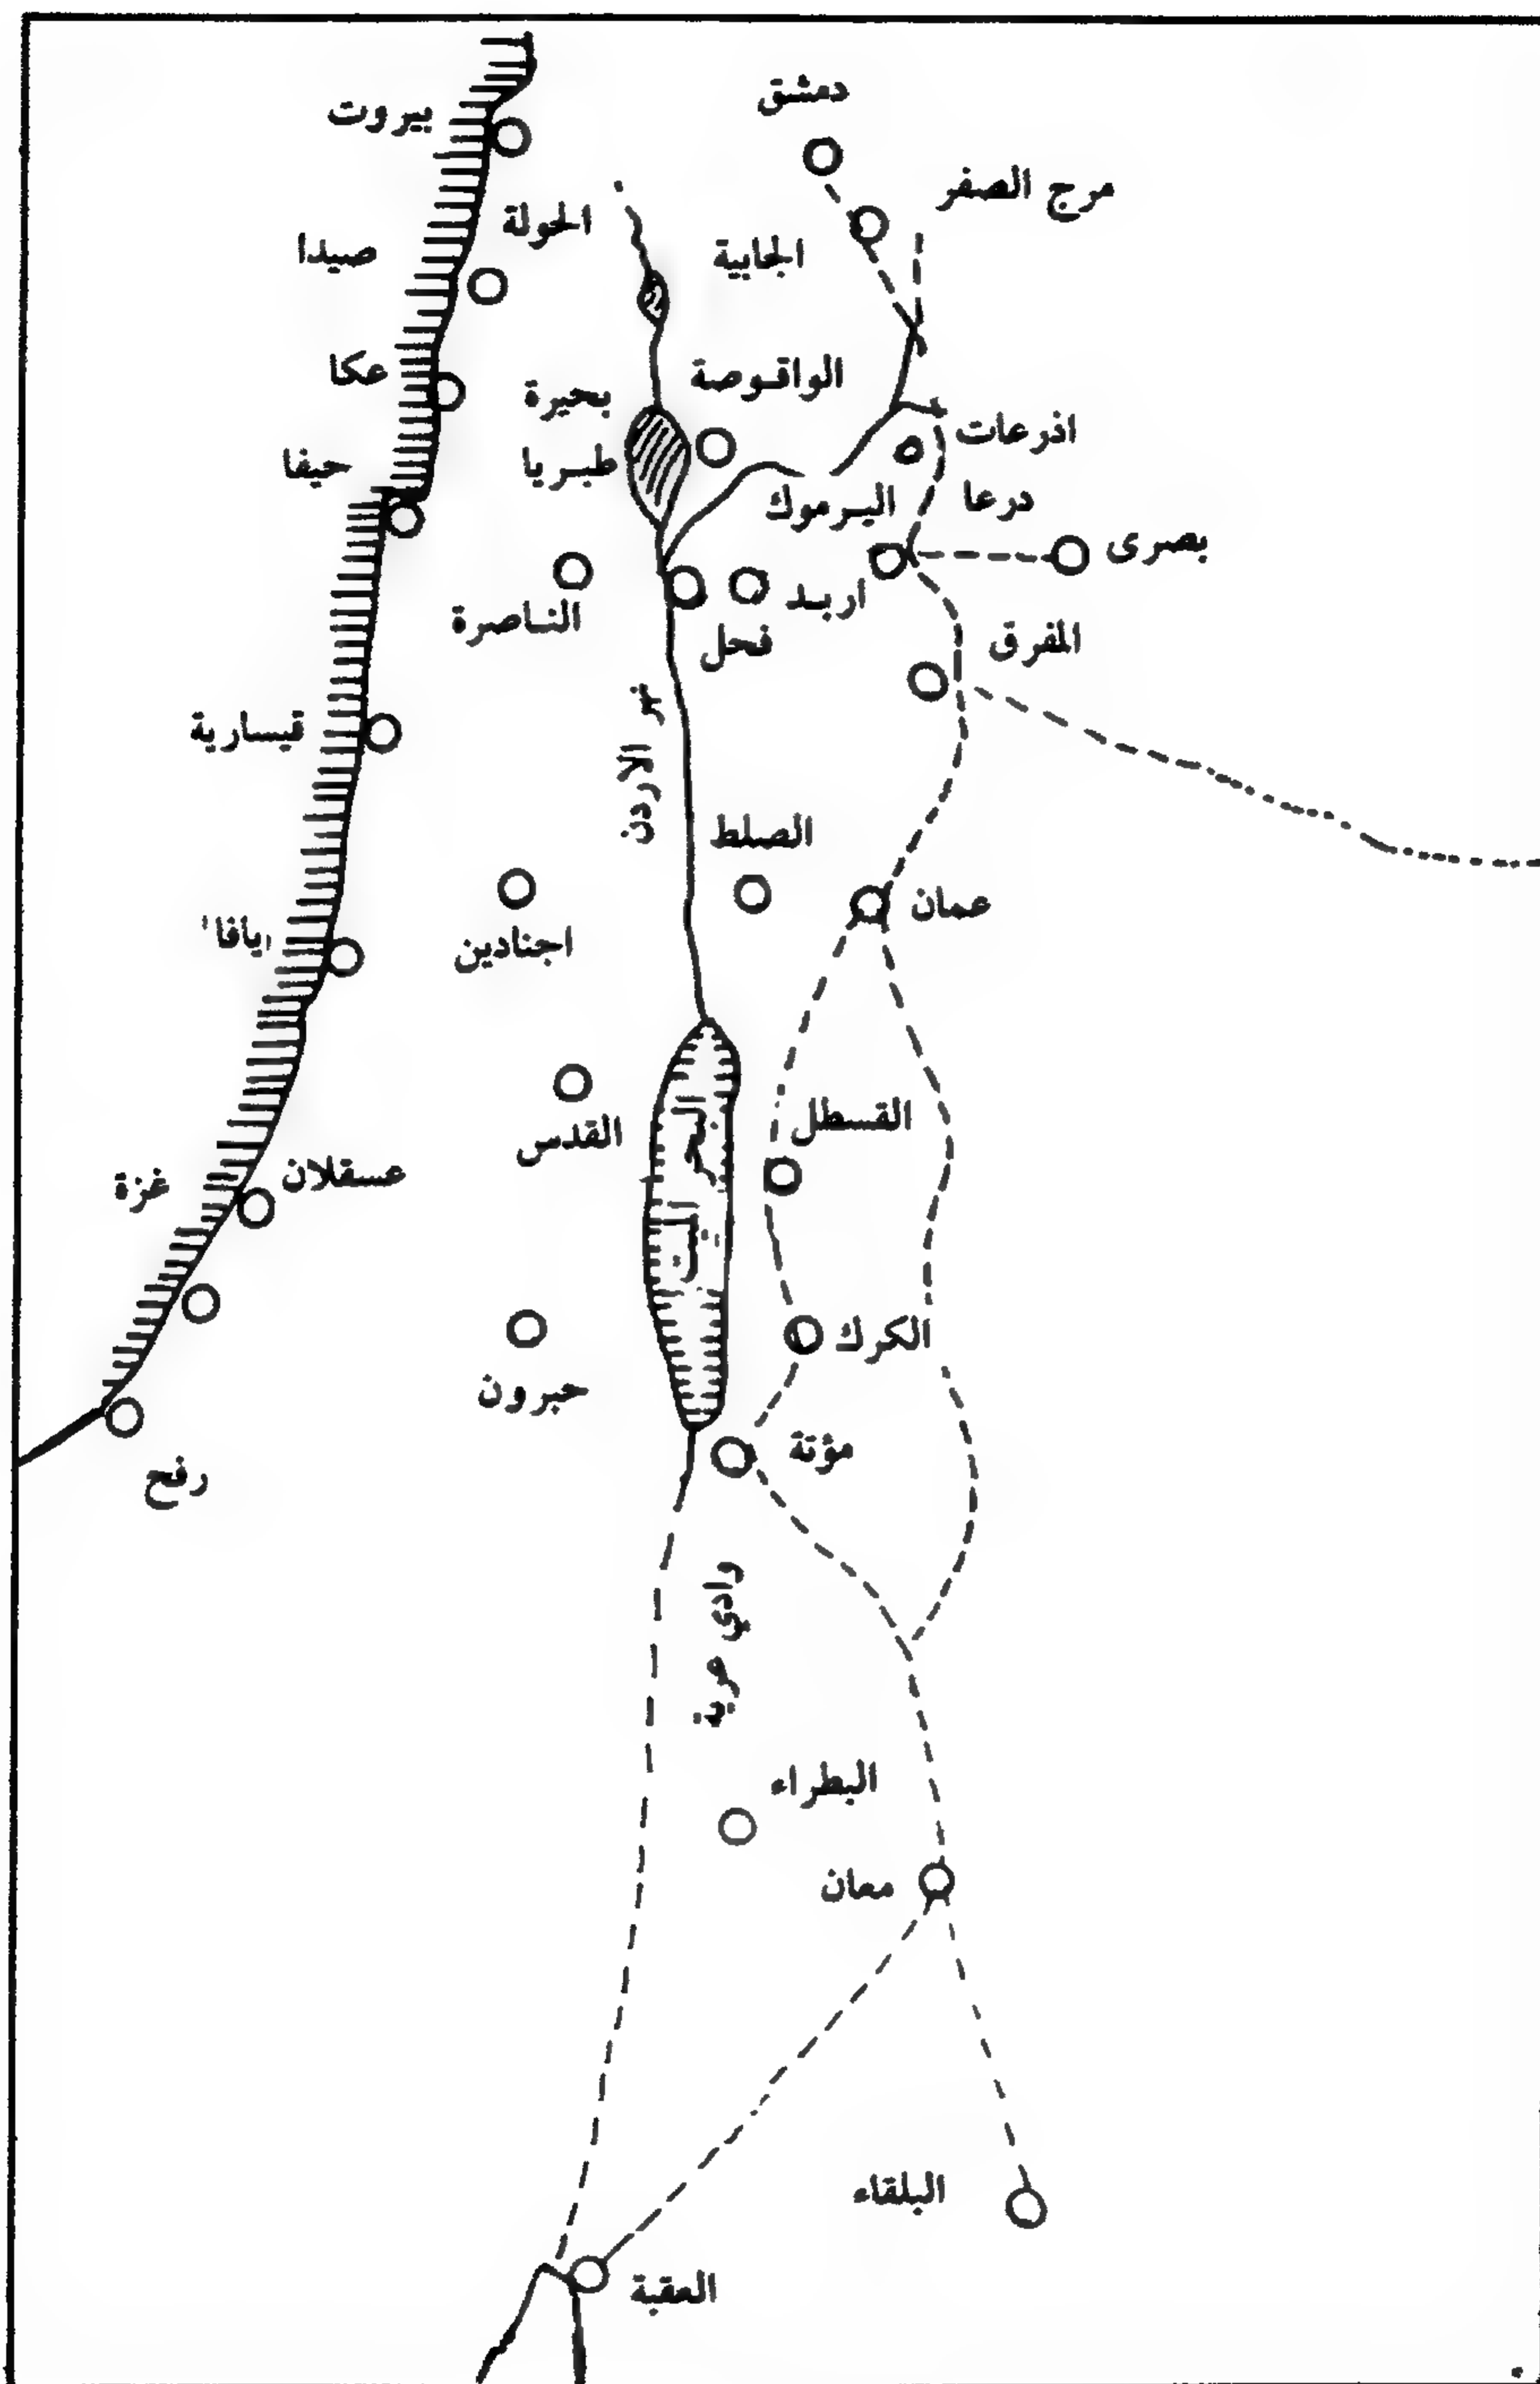 دمشق
بيروت
مرج الصفر
الحولة
صيدا
الجابية
عكا
الواقوصة
بحيرة
طبريا
اذرعات
حيفا
اليرموك
درعا
بصرى
الناصرة
اربد
فحل
المفرق
نهر الاردن
قيسارية
الصلط
عمان
يافا
اجنادين
القسطل
القدس
البحر الميت
عسقلان
غزة
الكرك
حبرون
مؤتة
رفح
وادي عربة
البطراء
معان
البلقاء
العقبة